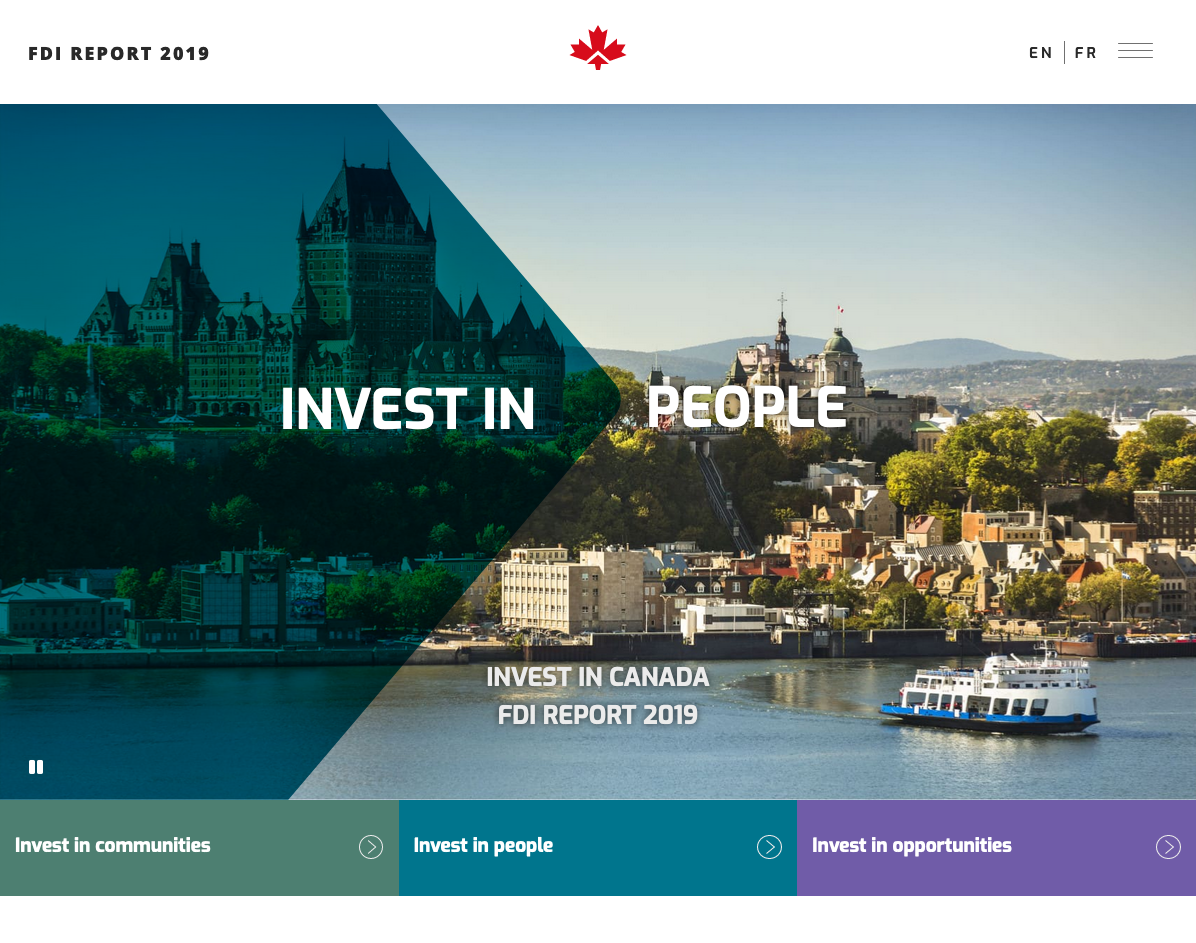 FDI REPORT 2019
EN FR
INVEST IN PEOPLE
INVEST IN CANADA
FDI REPORT 2019
Invest in communities
Invest in people
Invest in opportunities